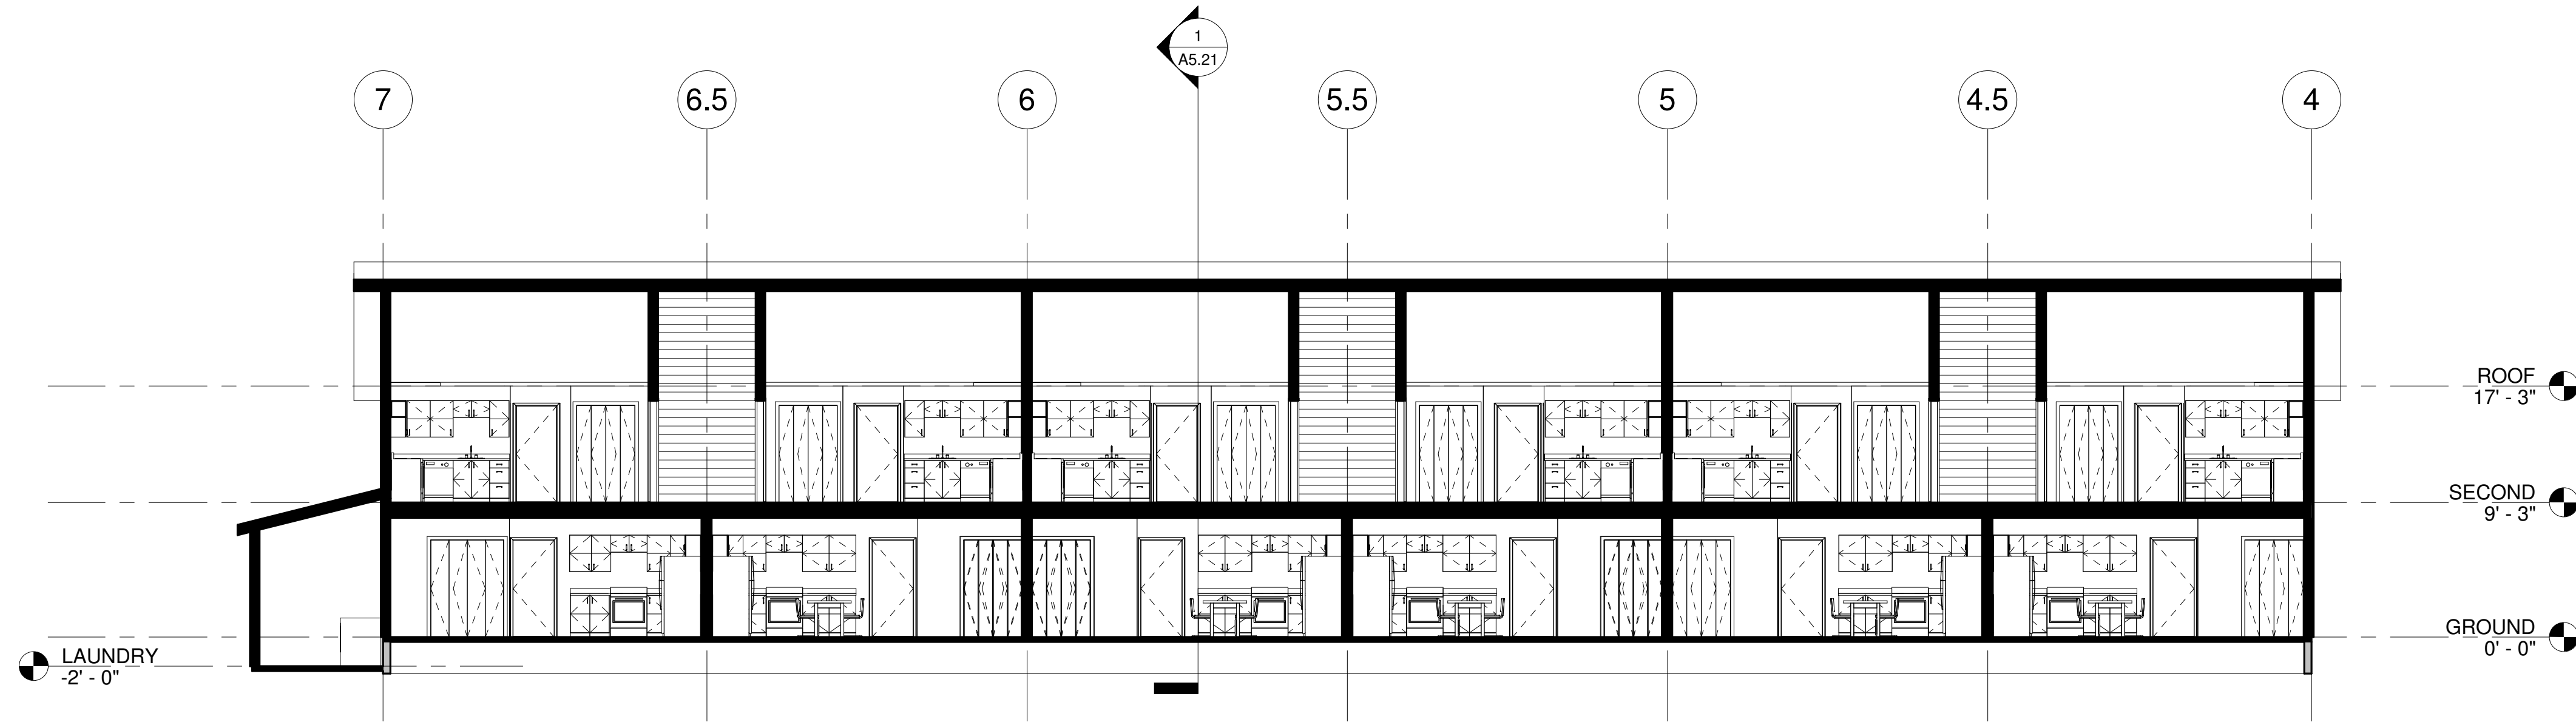 1
A5.21
7
6.5
6
5.5
5
4.5
4
ROOF
17' - 3"
SECOND
9' - 3"
GROUND
0' - 0"
LAUNDRY
-2' - 0"